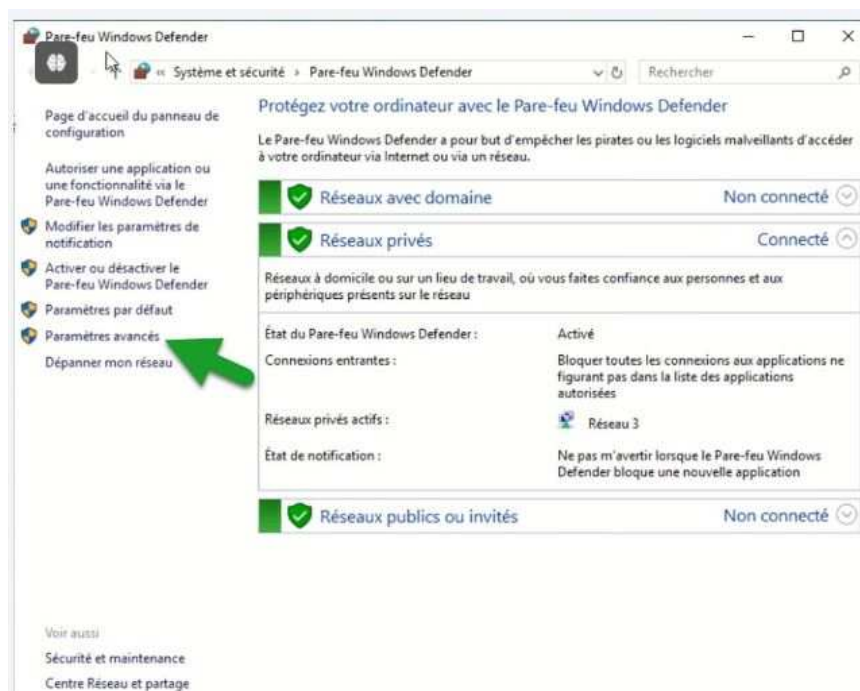 Pare-feu Windows Defender
« Système et sécurité › Pare-feu Windows Defender
Rechercher
Page d'accueil du panneau de
configuration
Autoriser une application ou
une fonctionnalité via le
Pare-feu Windows Defender
Modifier les paramètres de
notification
Activer ou désactiver le
Pare-feu Windows Defender
Paramètres par défaut
Paramètres avancés
Dépanner mon réseau
Protégez votre ordinateur avec le Pare-feu Windows Defender
Le Pare-feu Windows Defender a pour but d'empêcher les pirates ou les logiciels malveillants d'accéder
à votre ordinateur via Internet ou via un réseau.
Réseaux avec domaine Non connecté
Réseaux privés Connecté
Réseaux à domicile ou sur un lieu de travail, où vous faites confiance aux personnes et aux
périphériques présents sur le réseau
État du Pare-feu Windows Defender : Activé
Connexions entrantes : Bloquer toutes les connexions aux applications ne
figurant pas dans la liste des applications
autorisées
Réseaux privés actifs : Réseau 3
État de notification : Ne pas m'avertir lorsque le Pare-feu Windows
Defender bloque une nouvelle application
Réseaux publics ou invités Non connecté
Voir aussi
Sécurité et maintenance
Centre Réseau et partage